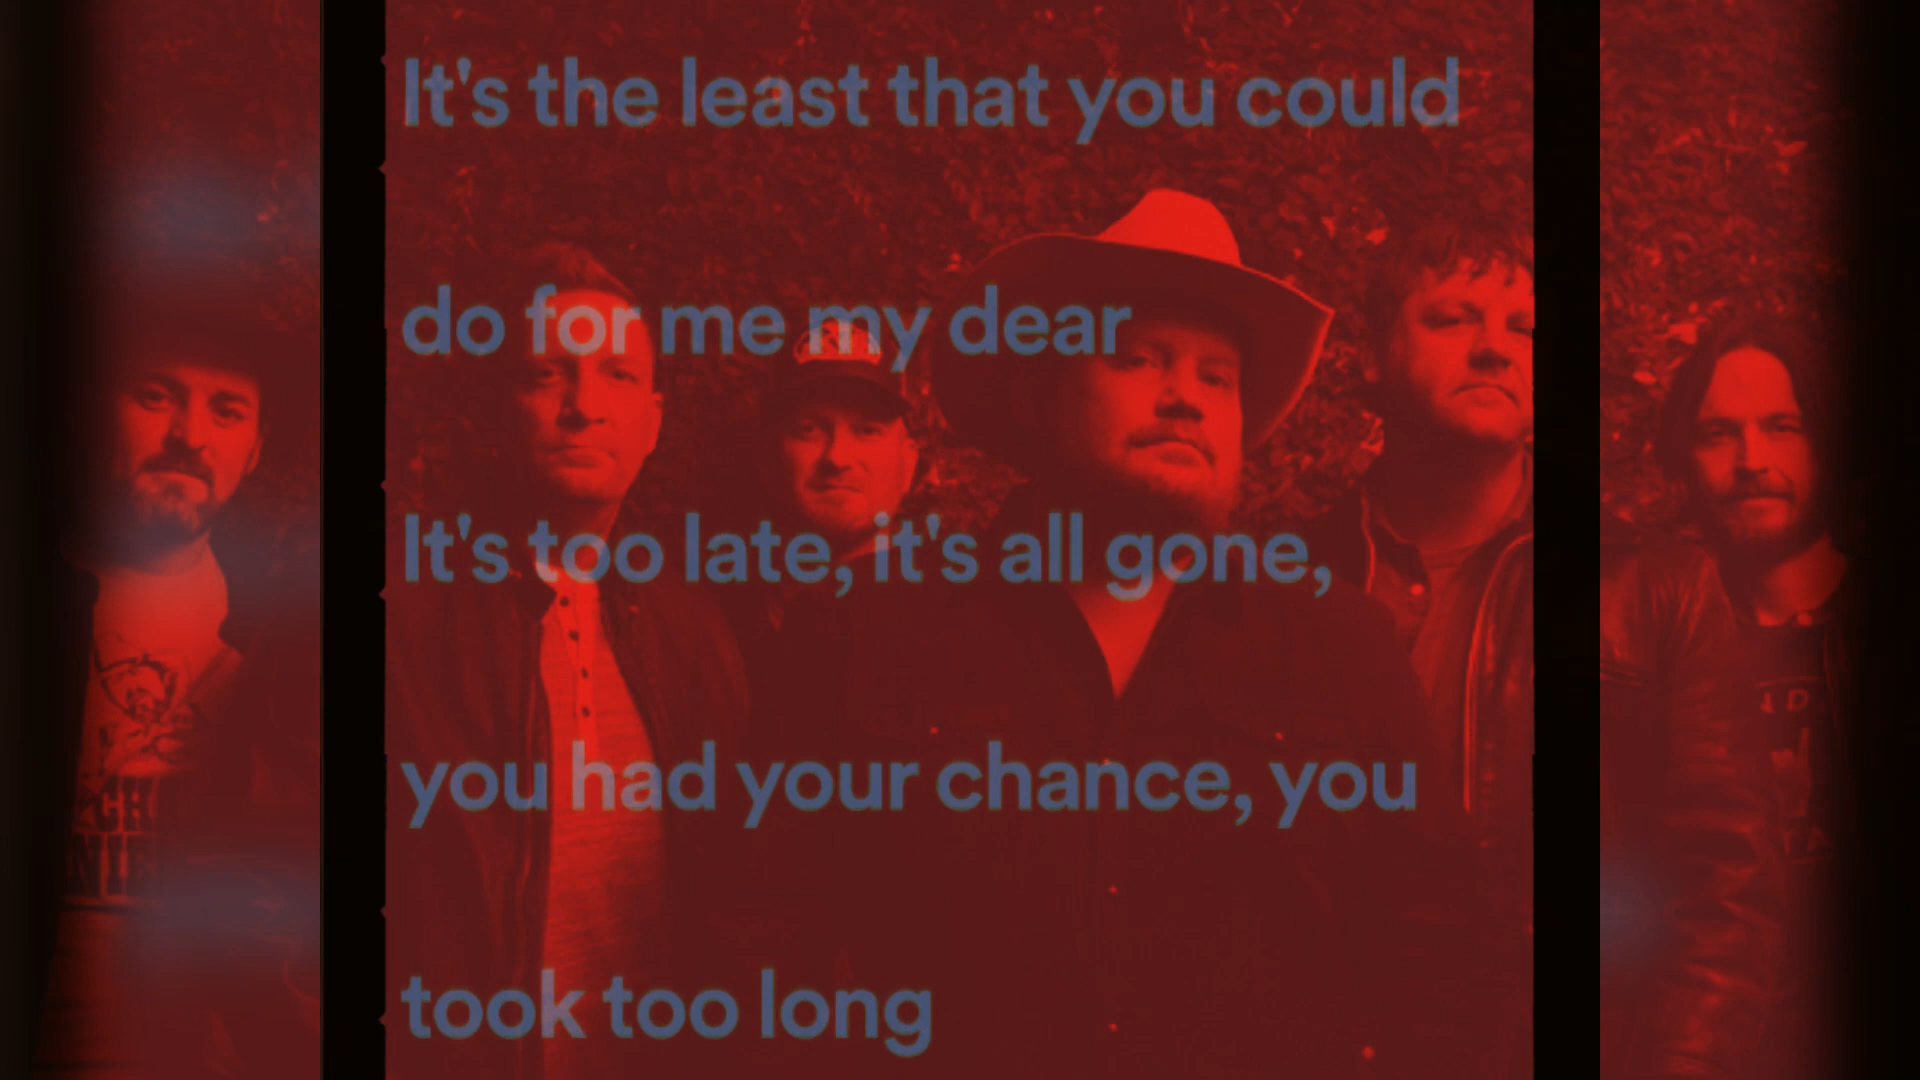 It's the least that you could
do for me my dear
It's too late, it's all gone,
you had your chance, you
took too long